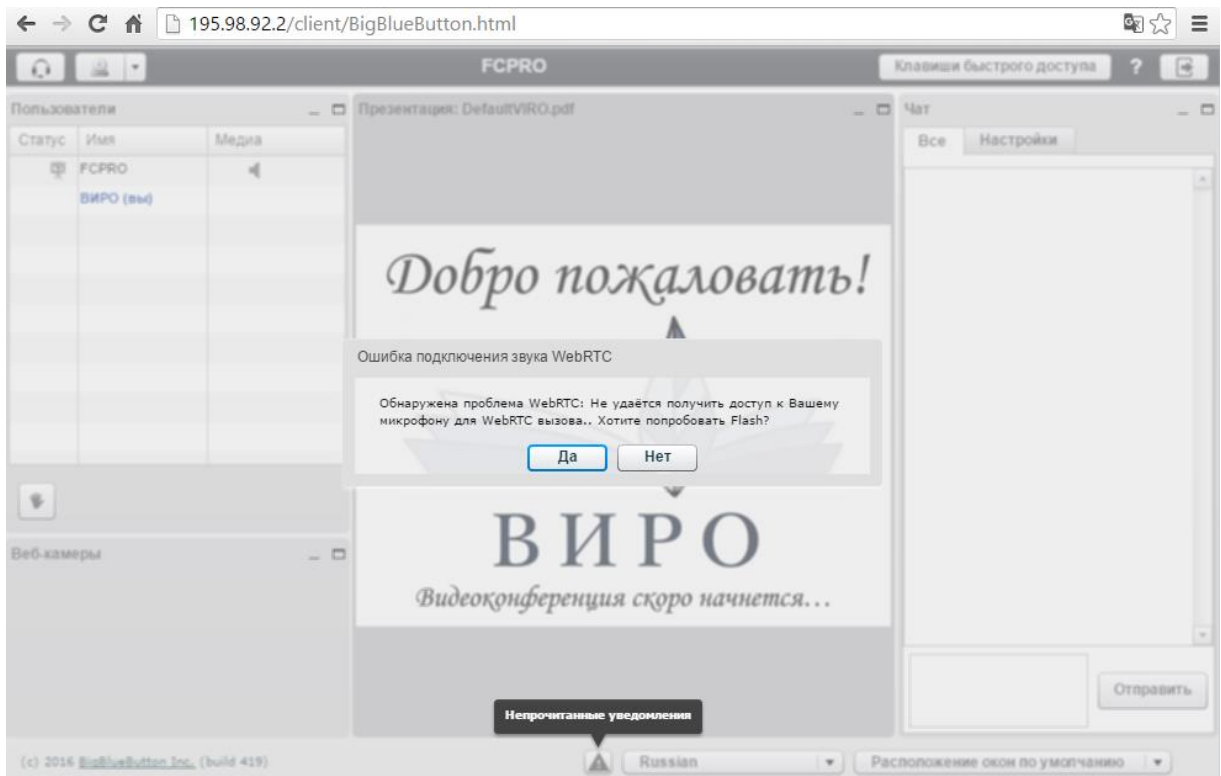 195.98.92.2/client/BigBlueButton.html
FCPRO
Клавиши быстрого доступа
?
Пользователи
Презентация: DefaultVIRO.pdf
Чат
Статус Имя Медиа
Все Настройки
FCPRO
ВИРО (вы)
Добро пожаловать!
Ошибка подключения звука WebRTC
Обнаружена проблема WebRTC: Не удаётся получить доступ к Вашему
микрофону для WebRTC вызова.. Хотите попробовать Flash?
Да Нет
ВИРО
Веб-камеры
Видеоконференция скоро начнется...
Отправить
Непрочитанные уведомления
(c) 2016 BigBlueButton Inc. (build 419)
Russian
Расположение окон по умолчанию